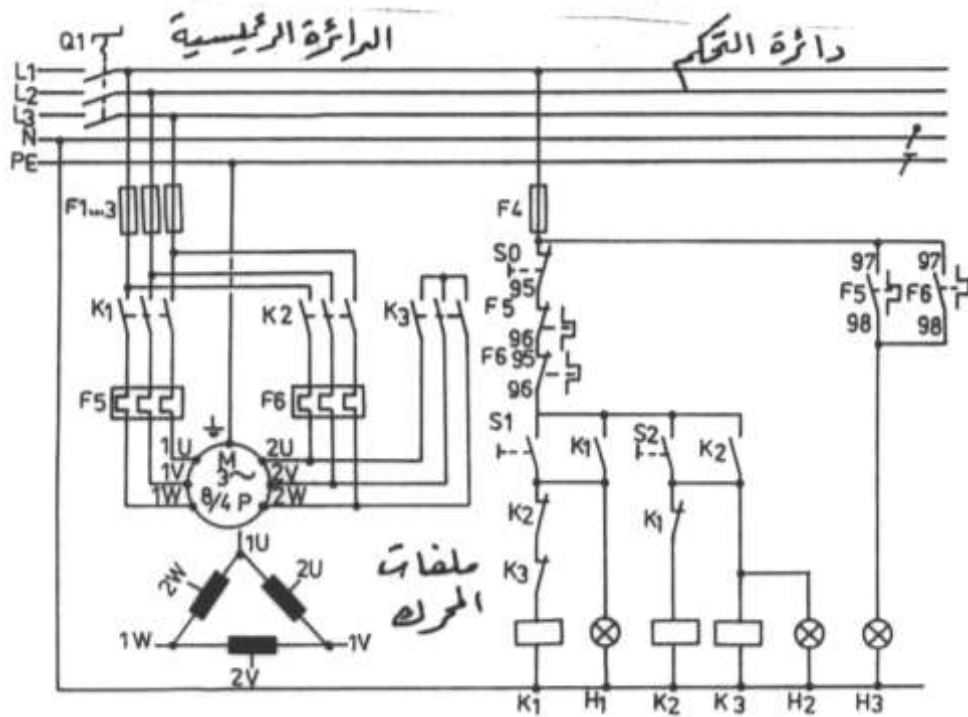 الدائرة الرئيسية
دائرة التحكم
Q1
L1
L2
L3
N
PE
F1...3
F4
S0
95
F5
96
F6 95
96
97
F5
98
97
F6
98
K1
K2
K3
F5
F6
1U
1V
1W
M
3~
8/4 P
2U
2V
2W
S1
K1
S2
K2
K2
K3
K1
1U
2W
2U
1W
1V
2V
ملفات
المحرك
K1
H1
K2
K3
H2
H3